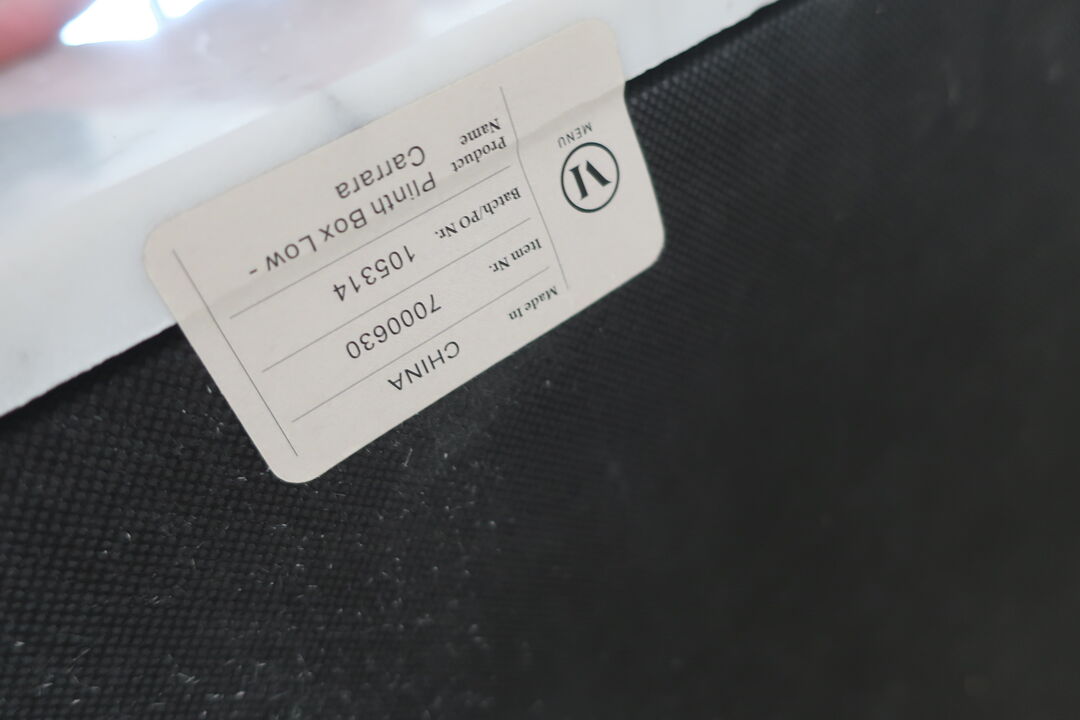 M
MENU
Product Name Plinth Box Low -
Carrara
Batch/PO Nr. 105314
Item Nr. 7000630
Made In CHINA